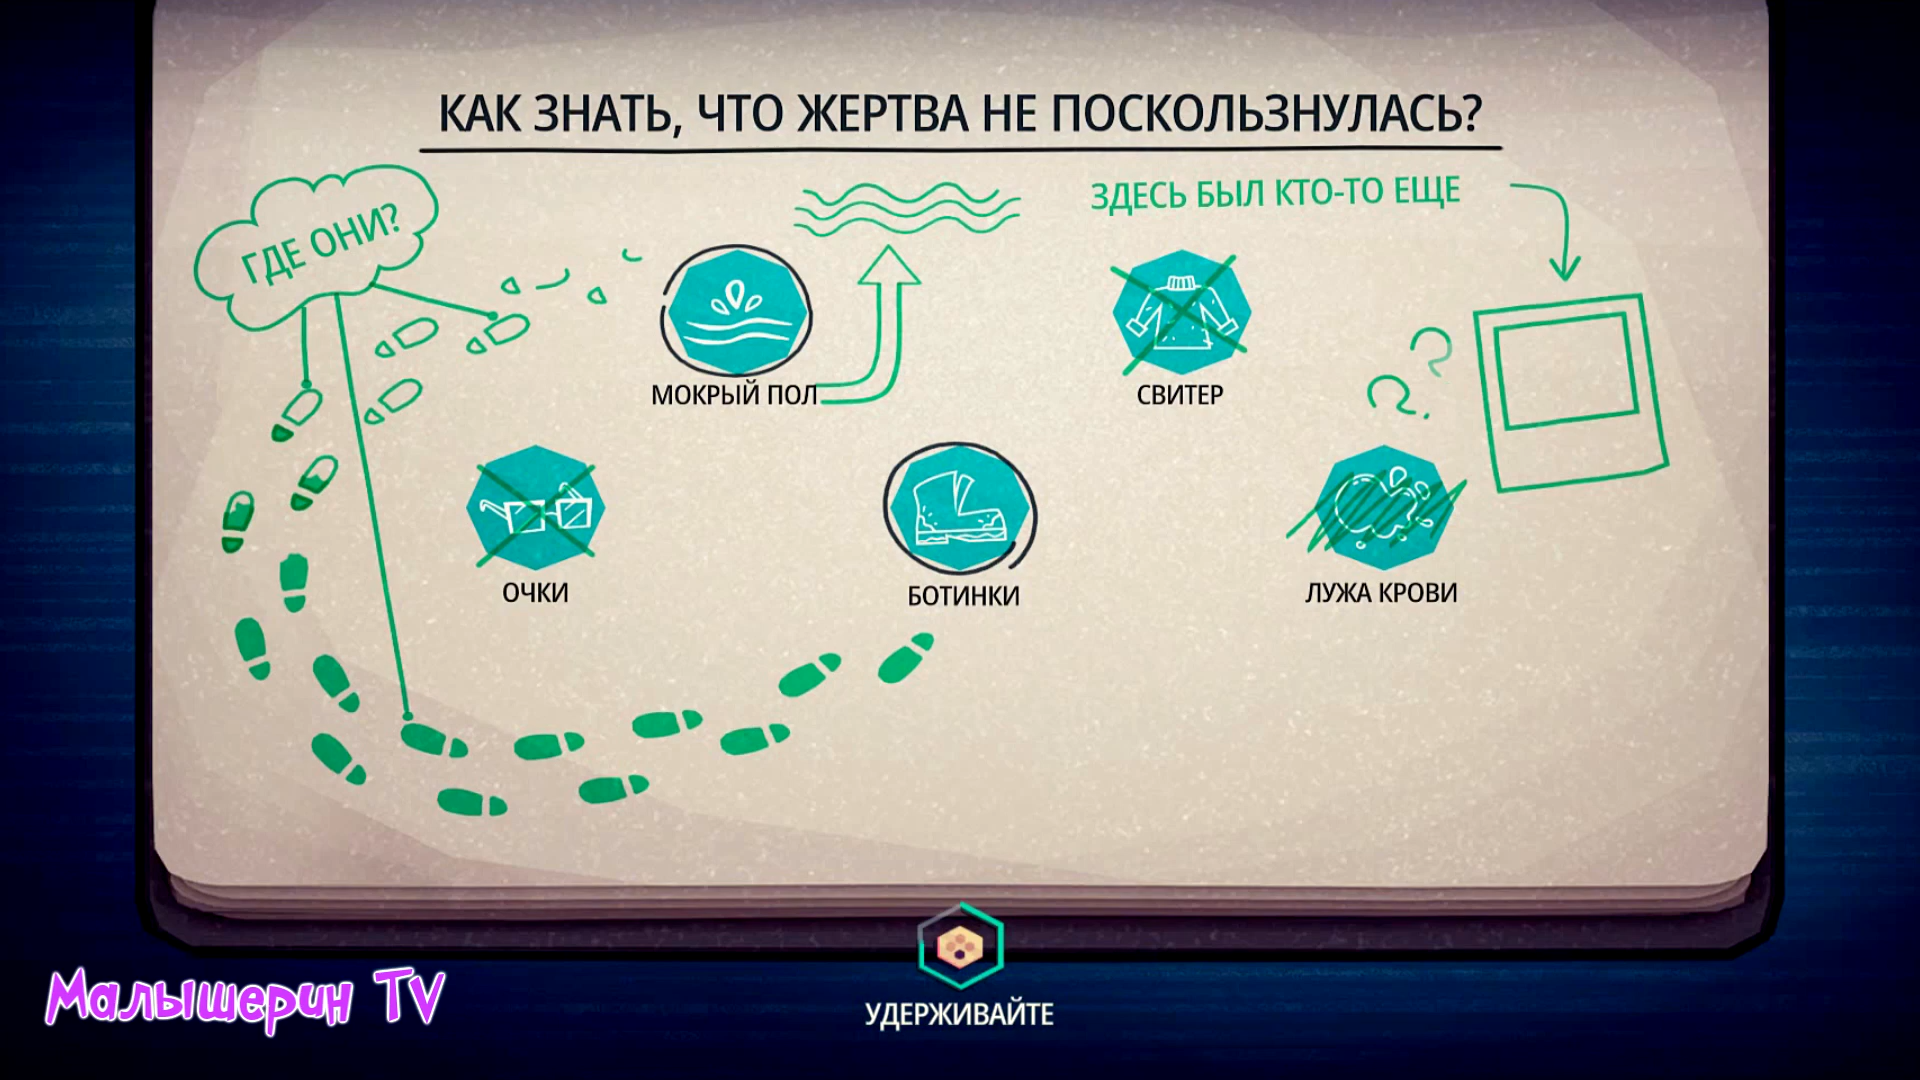 КАК ЗНАТЬ, ЧТО ЖЕРТВА НЕ ПОСКОЛЬЗНУЛАСЬ?
ЗДЕСЬ БЫЛ КТО-ТО ЕЩЕ
ГДЕ ОНИ?
МОКРЫЙ ПОЛ
СВИТЕР
??
ОЧКИ
БОТИНКИ
ЛУЖА КРОВИ
Малышерин TV
УДЕРЖИВАЙТЕ